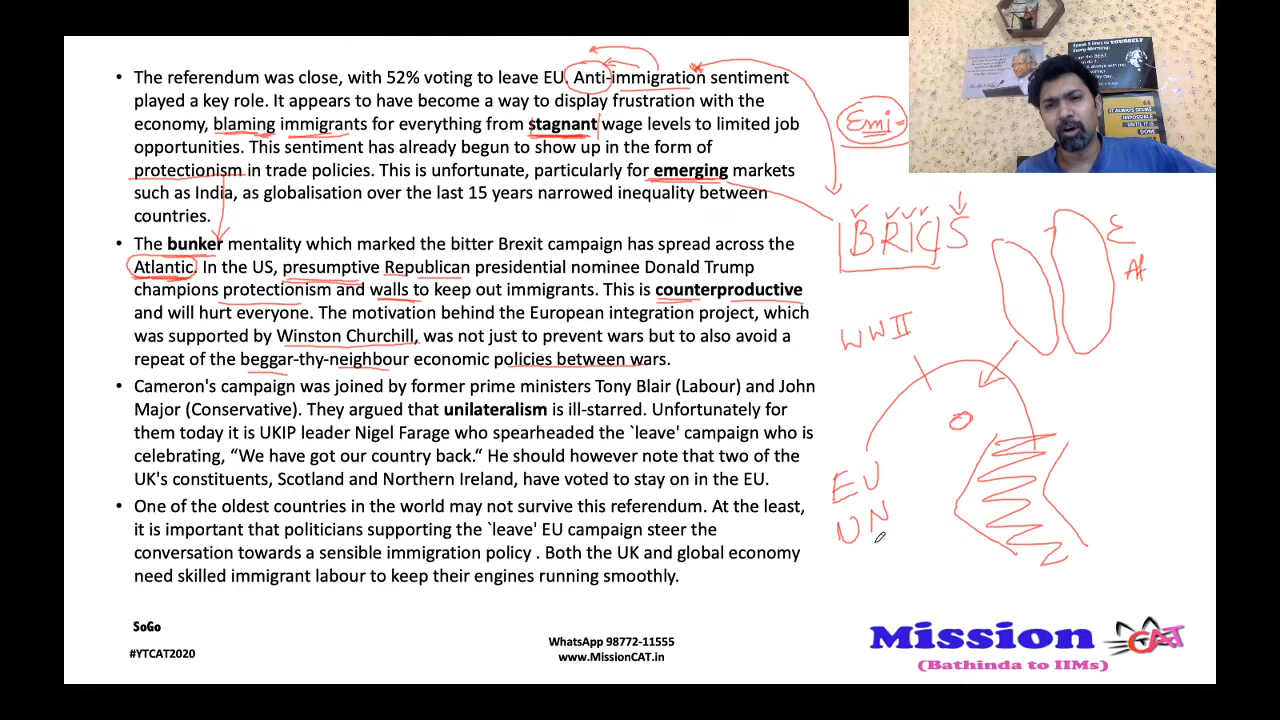 • The referendum was close, with 52% voting to leave EU. Anti-immigration sentiment
played a key role. It appears to have become a way to display frustration with the
economy, blaming immigrants for everything from stagnant wage levels to limited job
opportunities. This sentiment has already begun to show up in the form of
protectionism in trade policies. This is unfortunate, particularly for emerging markets
such as India, as globalisation over the last 15 years narrowed inequality between
countries.
• The bunker mentality which marked the bitter Brexit campaign has spread across the
Atlantic. In the US, presumptive Republican presidential nominee Donald Trump
champions protectionism and walls to keep out immigrants. This is counterproductive
and will hurt everyone. The motivation behind the European integration project, which
was supported by Winston Churchill, was not just to prevent wars but to also avoid a
repeat of the beggar-thy-neighbour economic policies between wars.
• Cameron's campaign was joined by former prime ministers Tony Blair (Labour) and John
Major (Conservative). They argued that unilateralism is ill-starred. Unfortunately for
them today it is UKIP leader Nigel Farage who spearheaded the `leave' campaign who is
celebrating, “We have got our country back.“ He should however note that two of the
UK's constituents, Scotland and Northern Ireland, have voted to stay on in the EU.
• One of the oldest countries in the world may not survive this referendum. At the least,
it is important that politicians supporting the `leave' EU campaign steer the
conversation towards a sensible immigration policy . Both the UK and global economy
need skilled immigrant labour to keep their engines running smoothly.
Emi-
BRICS
E
Af
WW II
EU
UN
SoGo
#YTCAT2020
WhatsApp 98772-11555
www.MissionCAT.in
Mission CAT
(Bathinda to IIMs)
IT ALWAYS SEEMS
IMPOSSIBLE
UNTIL IT IS
DONE